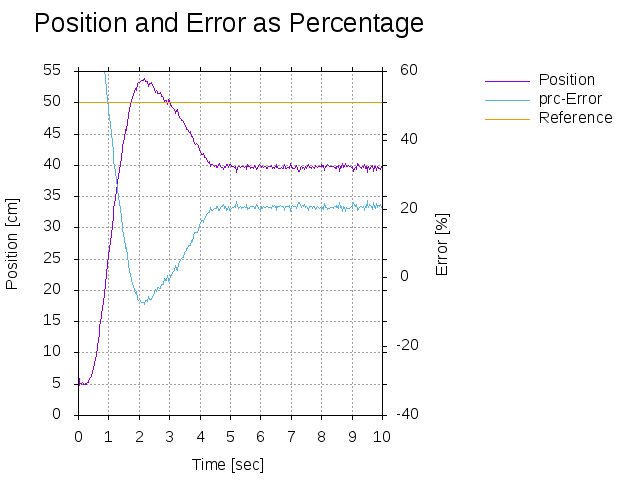 Position and Error as Percentage
55
50
45
40
35
30
25
20
15
10
5
0
60
40
20
0
-20
-40
0 1 2 3 4 5 6 7 8 9 10
Position [cm]
Error [%]
Time [sec]
Position
prc-Error
Reference